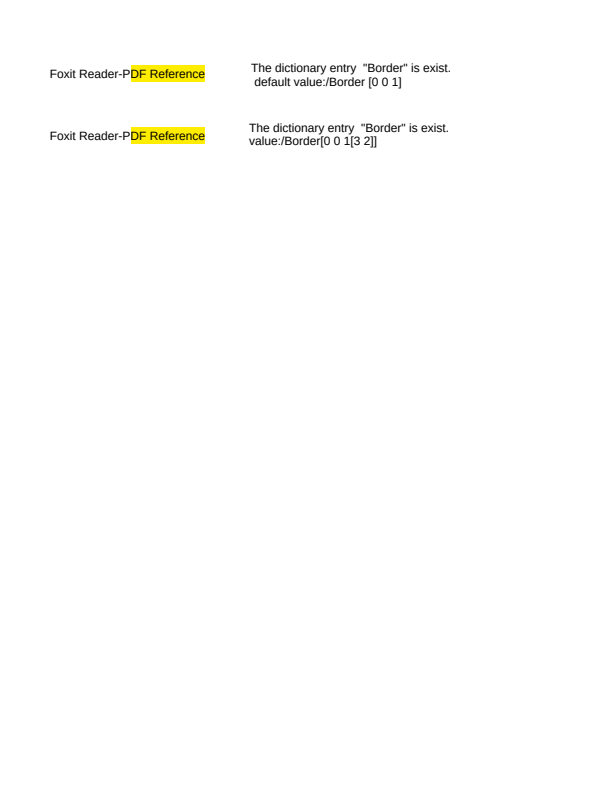 Foxit Reader-PDF Reference
The dictionary entry  "Border" is exist.
default value:/Border [0 0 1]
Foxit Reader-PDF Reference
The dictionary entry  "Border" is exist.
value:/Border[0 0 1[3 2]]